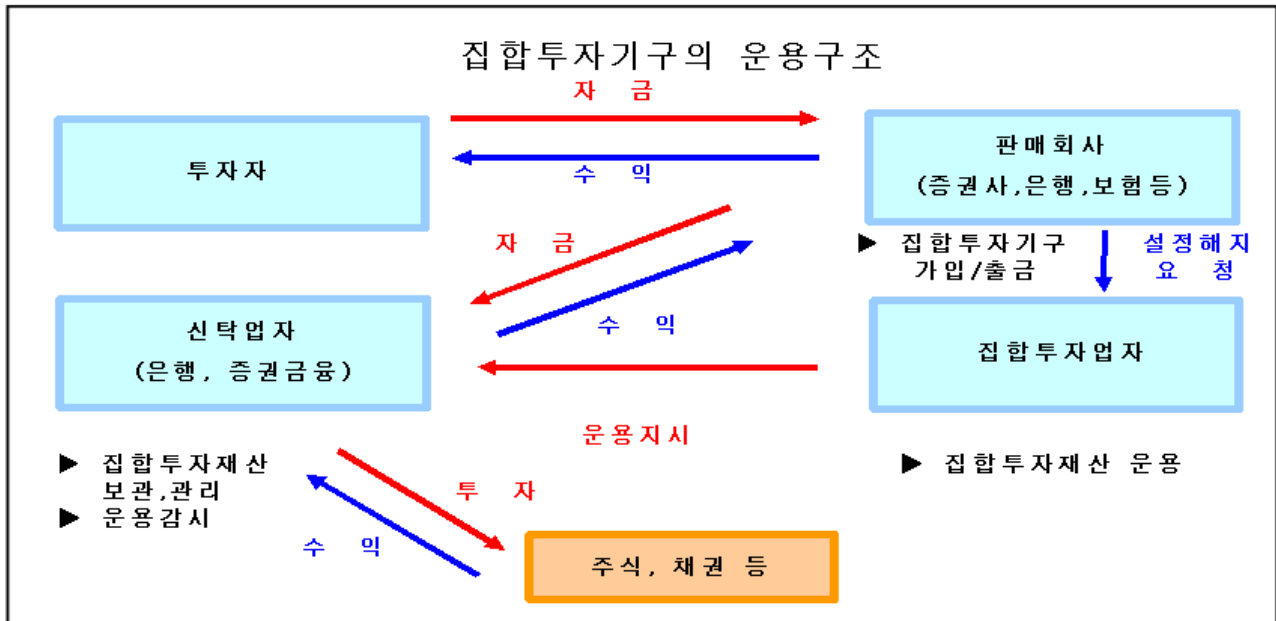 집합투자기구의 운용구조
자 금
투자자
수 익
판매회사
(증권사,은행,보험등)
자 금
▶ 집합투자기구
가입/출금
설정해지
요 청
신탁업자
(은행, 증권금융)
수 익
집합투자업자
운용지시
▶ 집합투자재산
보관,관리
▶ 운용감시
투 자
▶ 집합투자재산 운용
수 익
주식, 채권 등